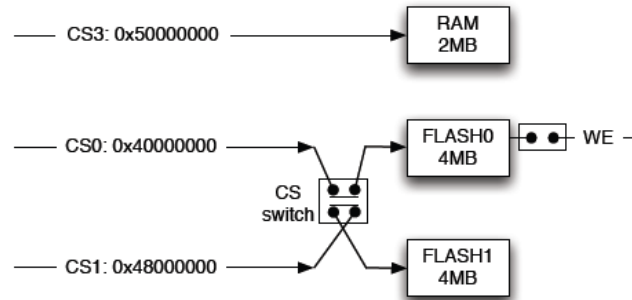 CS3: 0x50000000
RAM
2MB
CS0: 0x40000000
FLASH0
4MB
WE
CS
switch
CS1: 0x48000000
FLASH1
4MB